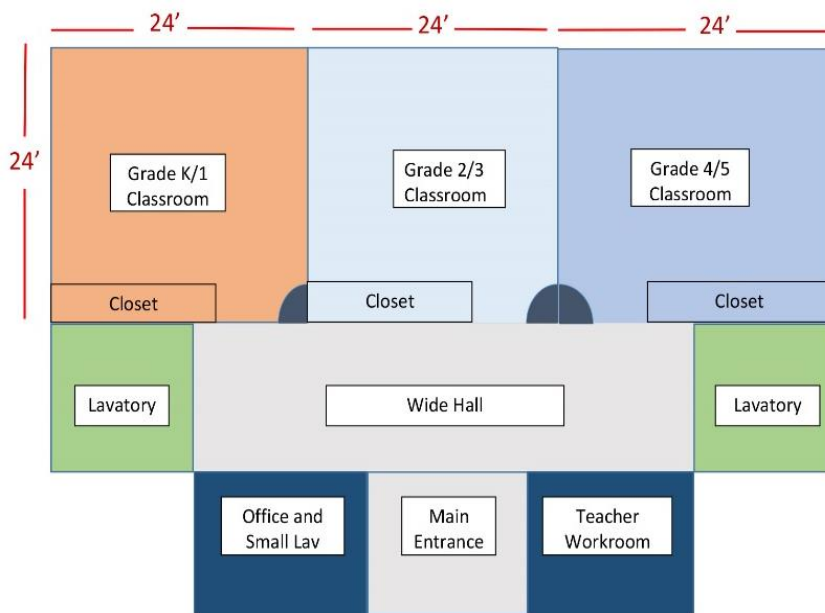 24’ 24’ 24’
24’
Grade K/1
Classroom
Grade 2/3
Classroom
Grade 4/5
Classroom
Closet
Closet
Closet
Lavatory
Wide Hall
Lavatory
Office and
Small Lav
Main
Entrance
Teacher
Workroom